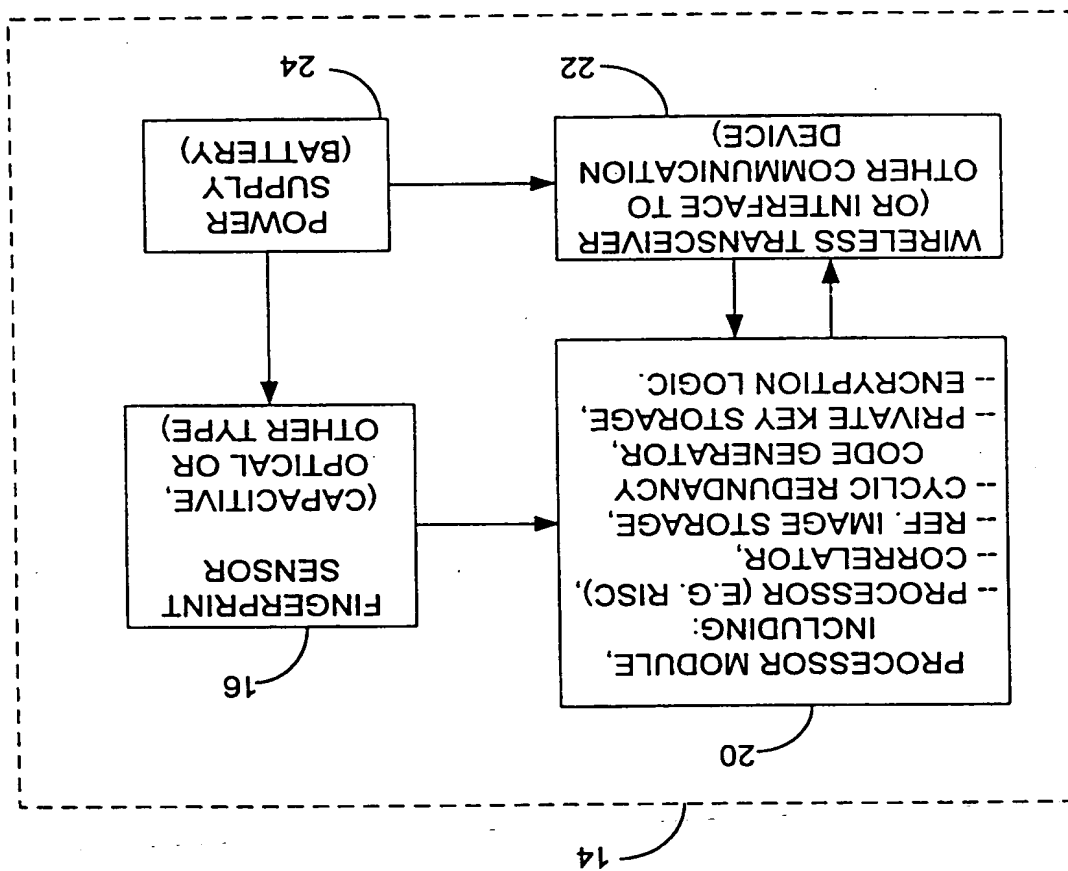 14
20
PROCESSOR MODULE,
INCLUDING:
-- PROCESSOR (E.G. RISC),
-- CORRELATOR,
-- REF. IMAGE STORAGE,
-- CYCLIC REDUNDANCY
CODE GENERATOR,
-- PRIVATE KEY STORAGE,
-- ENCRYPTION LOGIC.
16
FINGERPRINT
SENSOR
(CAPACITIVE,
OPTICAL OR
OTHER TYPE)
WIRELESS TRANSCEIVER
(OR INTERFACE TO
OTHER COMMUNICATION
DEVICE)
22
POWER
SUPPLY
(BATTERY)
24